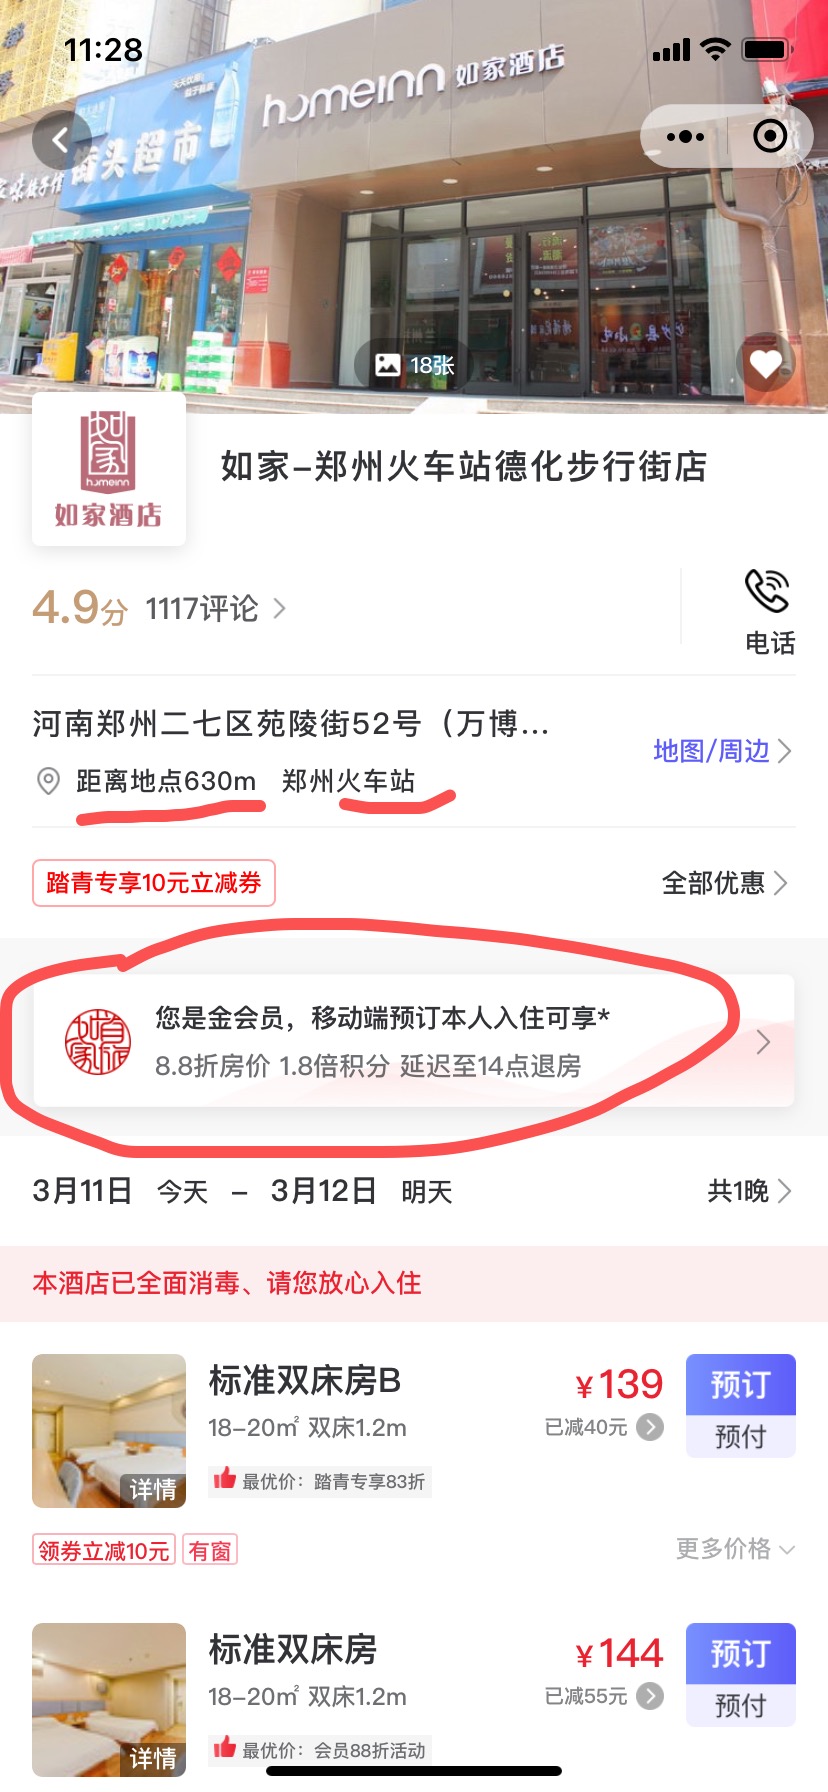 11:28
天天饮用
homeinn 如家酒店
街头超市
18张
如家
homeinn
如家酒店
如家-郑州火车站德化步行街店
4.9分 1117评论
电话
河南郑州二七区苑陵街52号（万博...
地图/周边
距离地点630m 郑州火车站
踏青专享10元立减券
全部优惠
您是金会员，移动端预订本人入住可享*
8.8折房价 1.8倍积分 延迟至14点退房
3月11日 今天 – 3月12日 明天
共1晚
本酒店已全面消毒、请您放心入住
标准双床房B
¥139
预订
18-20㎡ 双床1.2m
已减40元
预付
最优价：踏青专享83折
详情
领券立减10元 有窗
更多价格
标准双床房
¥144
预订
18-20㎡ 双床1.2m
已减55元
预付
最优价：会员88折活动
详情